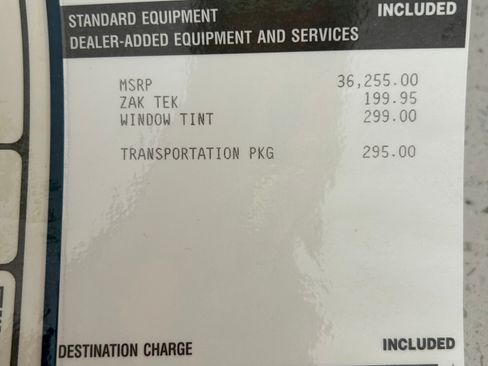 STANDARD EQUIPMENT INCLUDED
DEALER-ADDED EQUIPMENT AND SERVICES
MSRP 36,255.00
ZAK TEK 199.95
WINDOW TINT 299.00
TRANSPORTATION PKG 295.00
DESTINATION CHARGE INCLUDED